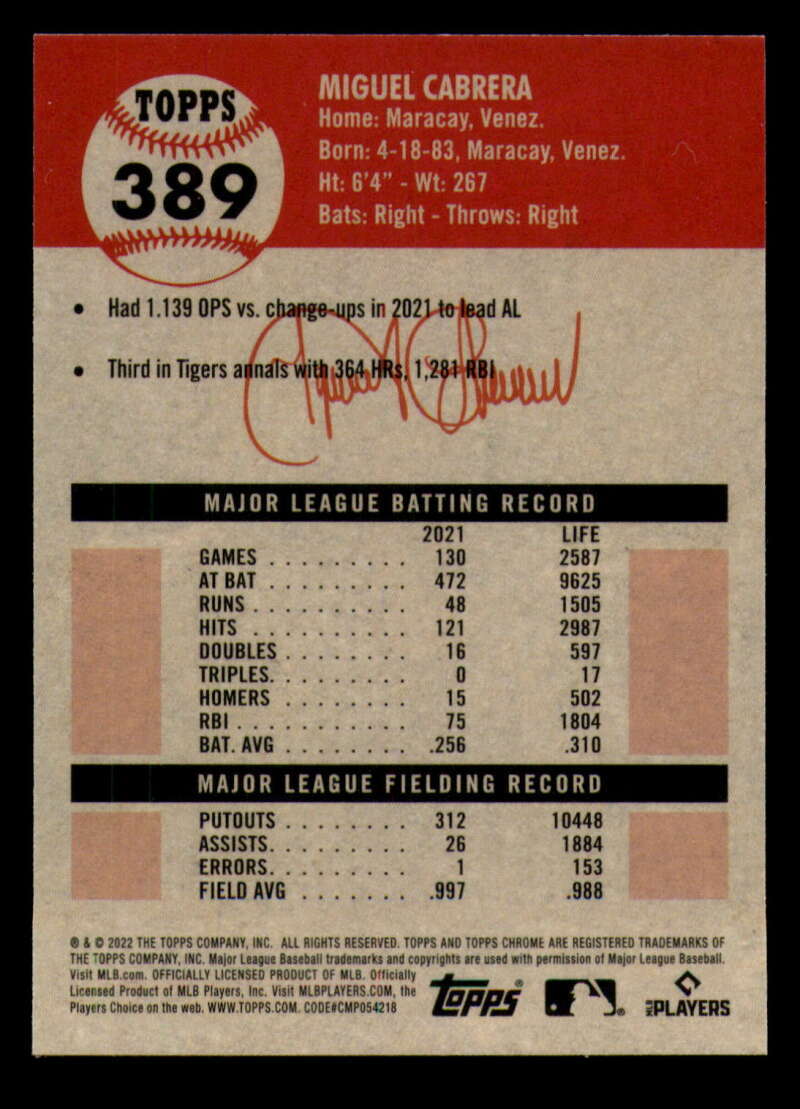 TOPPS
389
MIGUEL CABRERA
Home: Maracay, Venez.
Born: 4-18-83, Maracay, Venez.
Ht: 6'4" - Wt: 267
Bats: Right - Throws: Right
• Had 1.139 OPS vs. change-ups in 2021 to lead AL
• Third in Tigers annals with 364 HRs, 1,281 RBI
MAJOR LEAGUE BATTING RECORD
2021 LIFE
GAMES . . . . . . . . . 130 2587
AT BAT . . . . . . . . . 472 9625
RUNS . . . . . . . . . . 48 1505
HITS . . . . . . . . . . 121 2987
DOUBLES . . . . . . . . 16 597
TRIPLES. . . . . . . . . 0 17
HOMERS . . . . . . . . 15 502
RBI . . . . . . . . . . . 75 1804
BAT. AVG . . . . . . . . .256 .310
MAJOR LEAGUE FIELDING RECORD
PUTOUTS . . . . . . . . 312 10448
ASSISTS. . . . . . . . . 26 1884
ERRORS. . . . . . . . . 1 153
FIELD AVG . . . . . . . .997 .988
® & © 2022 THE TOPPS COMPANY, INC. ALL RIGHTS RESERVED. TOPPS AND TOPPS CHROME ARE REGISTERED TRADEMARKS OF
THE TOPPS COMPANY, INC. Major League Baseball trademarks and copyrights are used with permission of Major League Baseball.
Visit MLB.com. OFFICIALLY LICENSED PRODUCT OF MLB. Officially
Licensed Product of MLB Players, Inc. Visit MLBPLAYERS.COM, the
Players Choice on the web. WWW.TOPPS.COM. CODE#CMP054218
Topps®
MLB PLAYERS